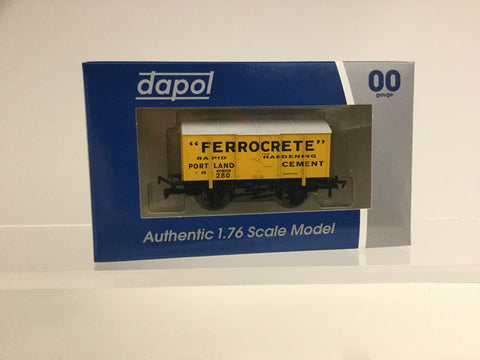 dapol
00
gauge
"FERROCRETE"
RAPID HARDENING
PORTLAND CEMENT
280
Authentic 1.76 Scale Model